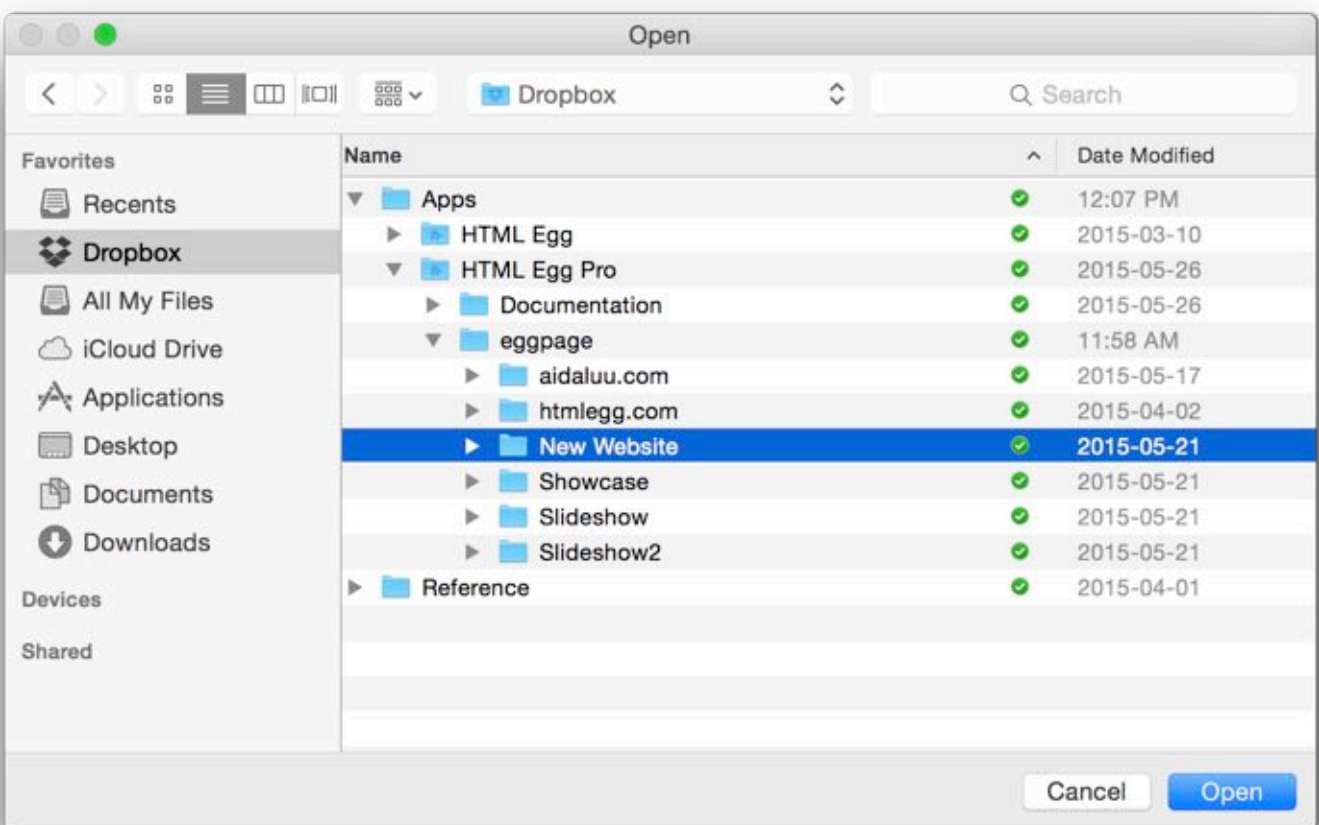 Open
Dropbox
Search
Favorites
Recents
Dropbox
All My Files
iCloud Drive
Applications
Desktop
Documents
Downloads
Devices
Shared
Name Date Modified
Apps 12:07 PM
HTML Egg 2015-03-10
HTML Egg Pro 2015-05-26
Documentation 2015-05-26
eggpage 11:58 AM
aidaluu.com 2015-05-17
htmlegg.com 2015-04-02
New Website 2015-05-21
Showcase 2015-05-21
Slideshow 2015-05-21
Slideshow2 2015-05-21
Reference 2015-04-01
Cancel Open